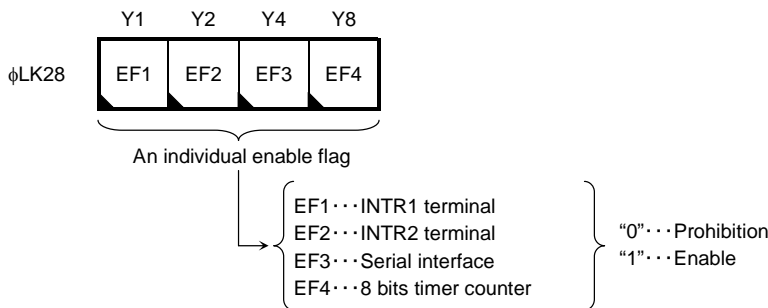 Y1 Y2 Y4 Y8
ϕLK28 EF1 EF2 EF3 EF4
An individual enable flag
EF1･･･INTR1 terminal
EF2･･･INTR2 terminal
EF3･･･Serial interface
EF4･･･8 bits timer counter
“0”･･･Prohibition
“1”･･･Enable